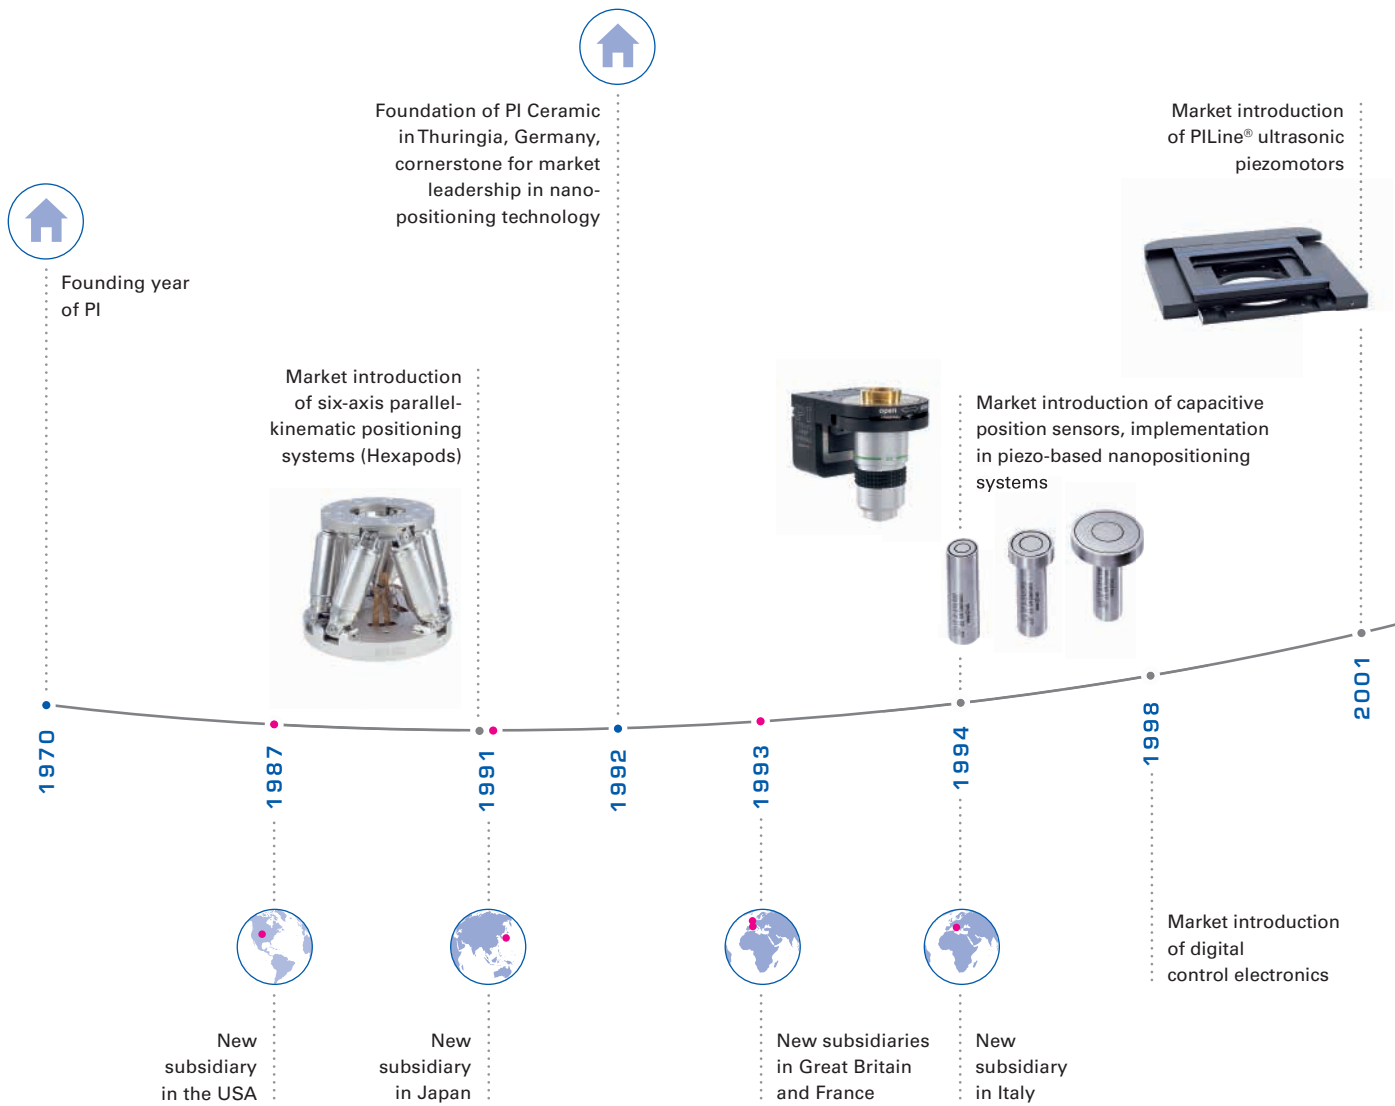 Foundation of PI Ceramic
in Thuringia, Germany,
cornerstone for market
leadership in nano-
positioning technology
Market introduction
of PILine® ultrasonic
piezomotors
Founding year
of PI
Market introduction
of six-axis parallel-
kinematic positioning
systems (Hexapods)
open
Market introduction of capacitive
position sensors, implementation
in piezo-based nanopositioning
systems
1970
1987
1991
1992
1993
1994
1998
2001
Market introduction
of digital
control electronics
New
subsidiary
in the USA
New
subsidiary
in Japan
New subsidiaries
in Great Britain
and France
New
subsidiary
in Italy